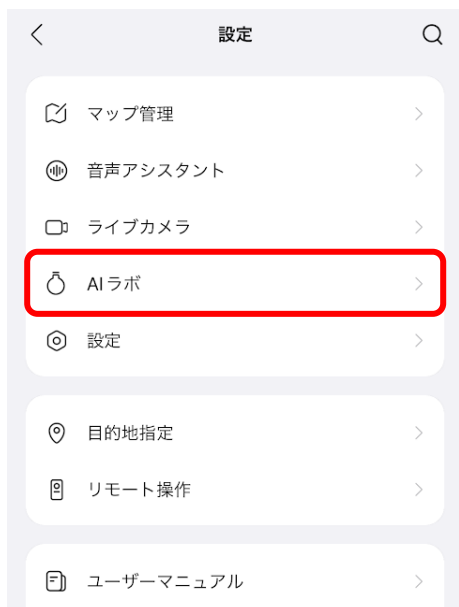 設定
マップ管理
音声アシスタント
ライブカメラ
AIラボ
設定
目的地指定
リモート操作
ユーザーマニュアル